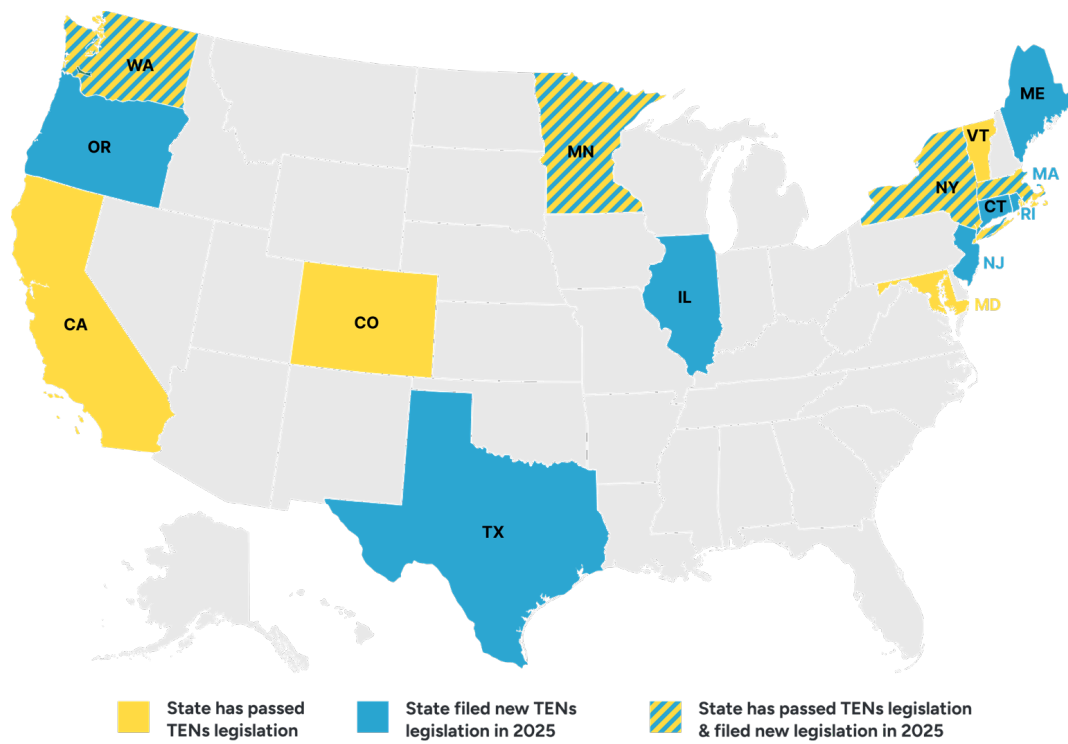 WA
ME
OR
VT
MN
MA
NY
CT
RI
NJ
IL
MD
CA
CO
TX
State has passed
TENs legislation
State filed new TENs
legislation in 2025
State has passed TENs legislation
& filed new legislation in 2025